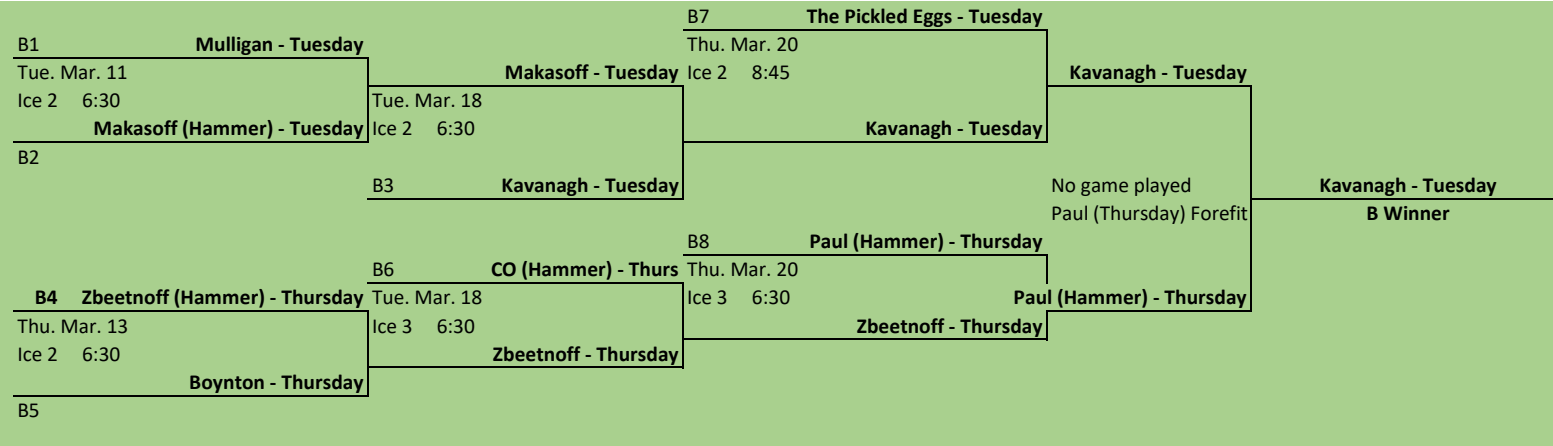 B7 The Pickled Eggs - Tuesday
B1 Mulligan - Tuesday
Thu. Mar. 20
Tue. Mar. 11
Makasoff - Tuesday
Ice 2 8:45
Kavanagh - Tuesday
Ice 2 6:30
Tue. Mar. 18
Makasoff (Hammer) - Tuesday
Ice 2 6:30
Kavanagh - Tuesday
B2
B3 Kavanagh - Tuesday
No game played
Kavanagh - Tuesday
Paul (Thursday) Forefit
B Winner
B8 Paul (Hammer) - Thursday
B6 CO (Hammer) - Thurs
Thu. Mar. 20
B4 Zbeetnoff (Hammer) - Thursday
Tue. Mar. 18
Ice 3 6:30
Paul (Hammer) - Thursday
Thu. Mar. 13
Ice 3 6:30
Zbeetnoff - Thursday
Ice 2 6:30
Zbeetnoff - Thursday
Boynton - Thursday
B5